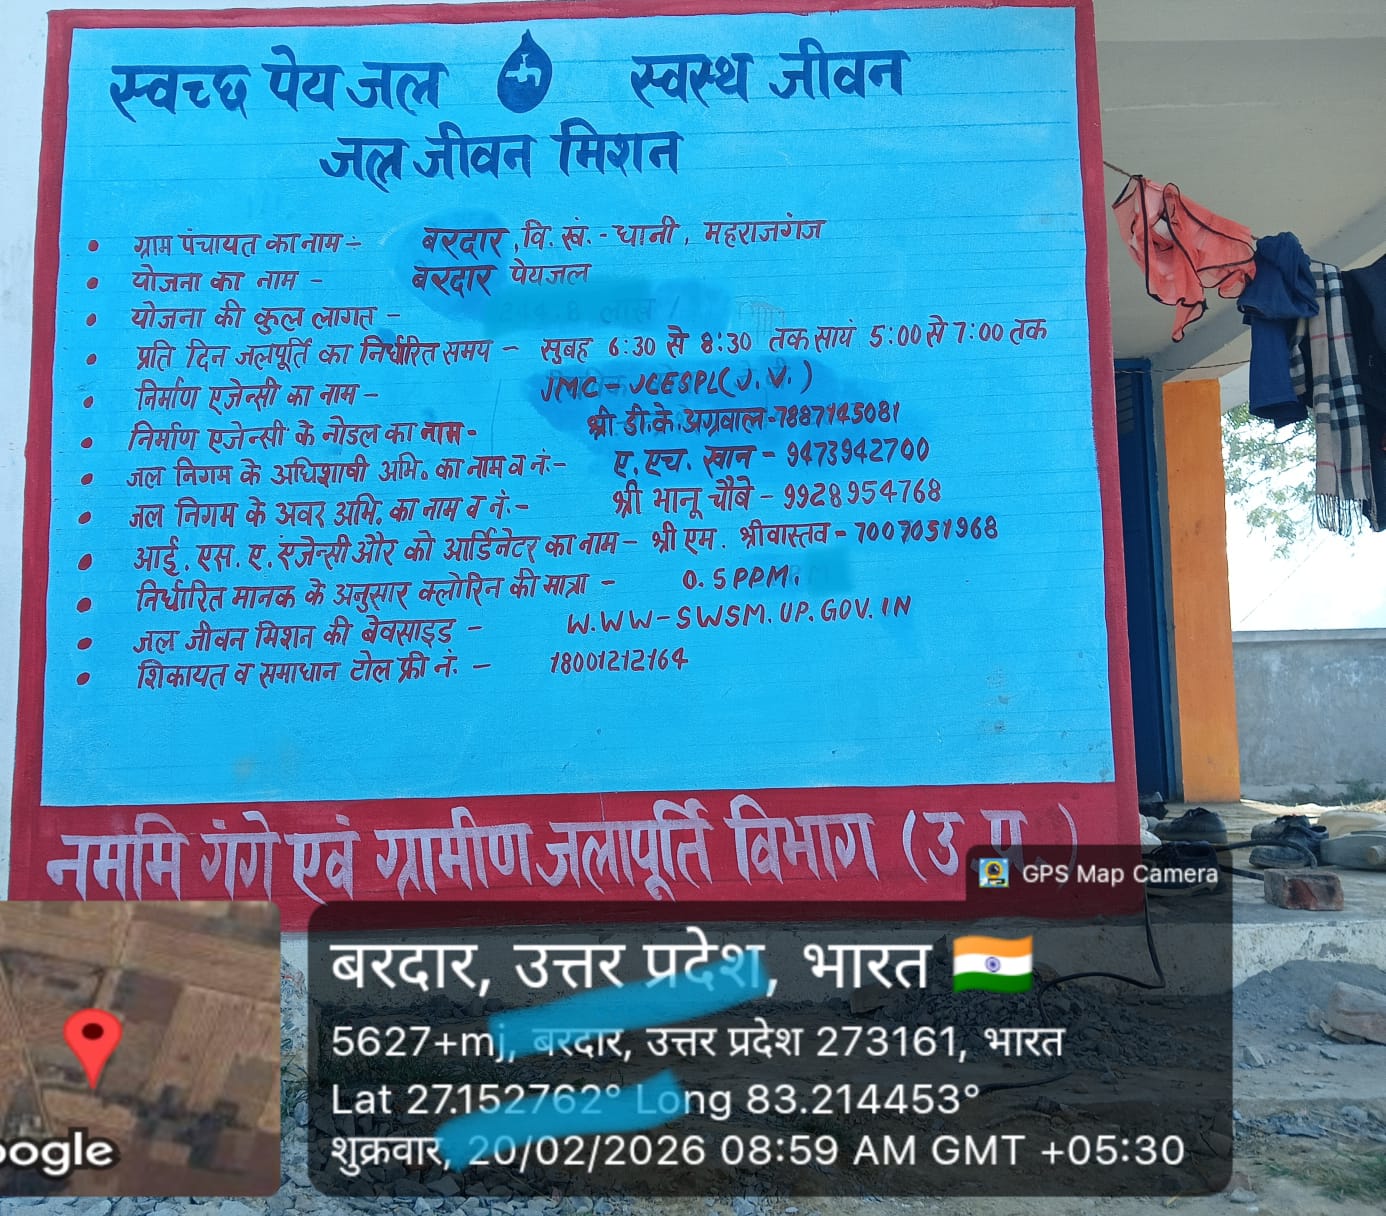 स्वच्छ पेय जल स्वस्थ जीवन
जल जीवन मिशन
• ग्राम पंचायत का नाम :- बरदार, वि. खं. - धानी, महराजगंज
• योजना का नाम - बरदार पेयजल
• योजना की कुल लागत -
• प्रति दिन जलपूर्ति का निर्धारित समय - सुबह 6:30 से 8:30 तक सायं 5:00 से 7:00 तक
• निर्माण एजेन्सी का नाम - JMC-JCESPL(J.V.)
• निर्माण एजेन्सी के नोडल का नाम - श्री डी.के. अग्रवाल-7887145081
• जल निगम के अधिशाषी अभि. का नाम व नं:- ए. एच. खान - 9473942700
• जल निगम के अवर अभि. का नाम व नं.- श्री भानू चौबे - 9928954768
• आई. एस. ए. एजेन्सी और को आर्डिनेटर का नाम - श्री एम. श्रीवास्तव - 7007051968
• निर्धारित मानक के अनुसार क्लोरिन की मात्रा - 0.5 PPM.
• जल जीवन मिशन की बेवसाइड - W.WW-SWSM.UP.GOV.IN
• शिकायत व समाधान टोल फ्री नं. - 18001212164
नमामि गंगे एवं ग्रामीण जलापूर्ति विभाग (उ.प्र.)
GPS Map Camera
बरदार, उत्तर प्रदेश, भारत
5627+mj, बरदार, उत्तर प्रदेश 273161, भारत
Lat 27.152762° Long 83.214453°
शुक्रवार, 20/02/2026 08:59 AM GMT +05:30
oogle